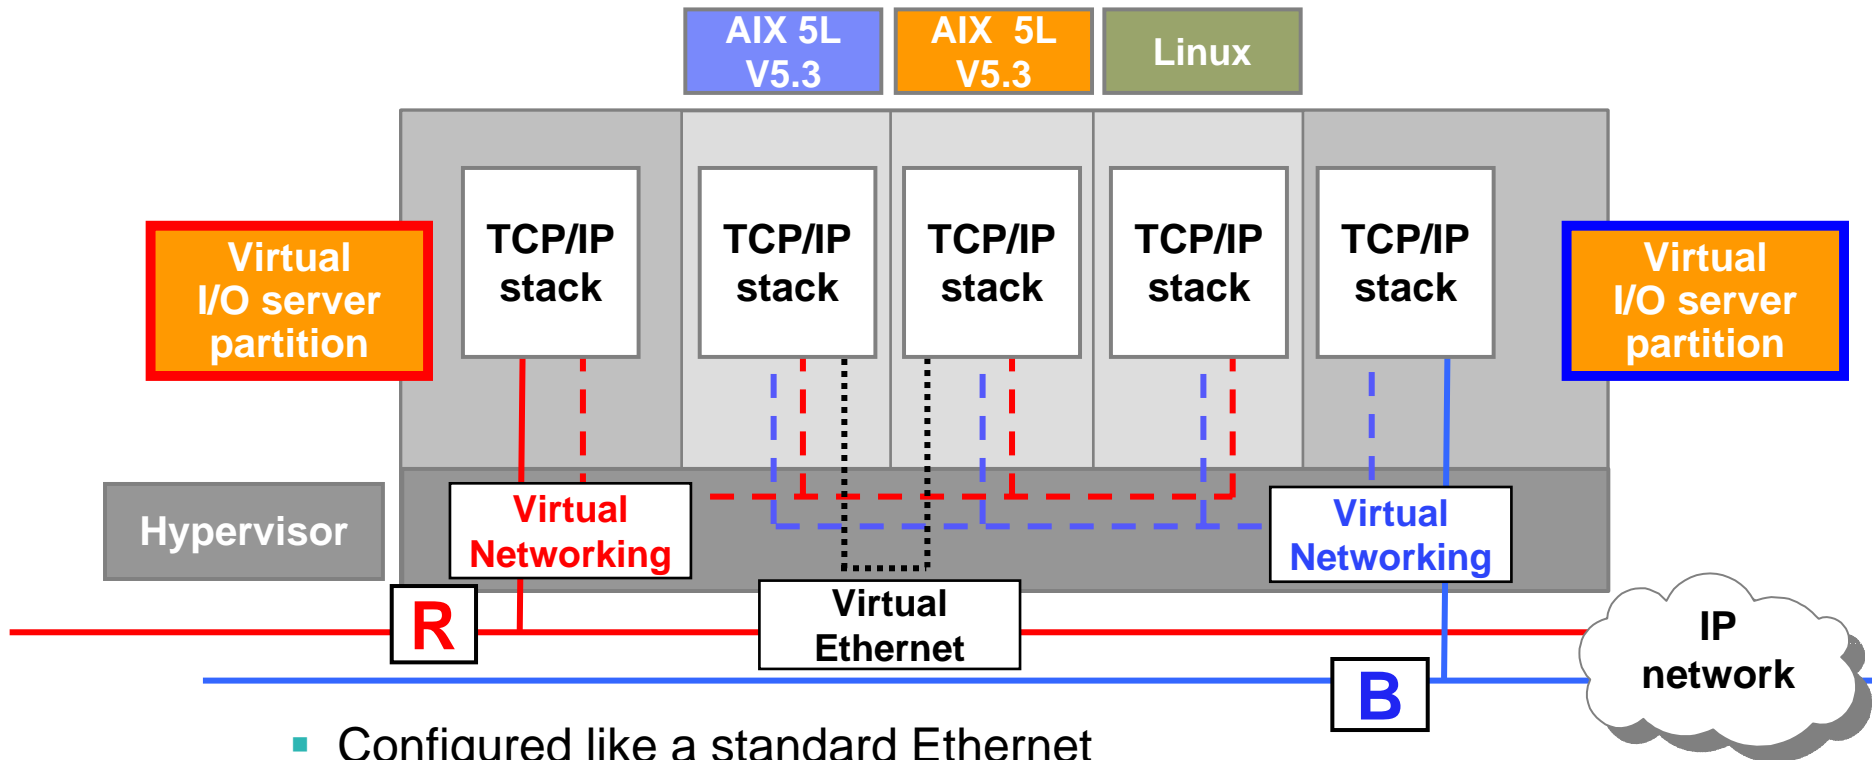 AIX 5L
V5.3
AIX 5L
V5.3
Linux
Virtual
I/O server
partition
TCP/IP
stack
TCP/IP
stack
TCP/IP
stack
TCP/IP
stack
TCP/IP
stack
Virtual
I/O server
partition
Hypervisor
Virtual
Networking
Virtual
Networking
R
Virtual
Ethernet
B
IP
network
Configured like a standard Ethernet